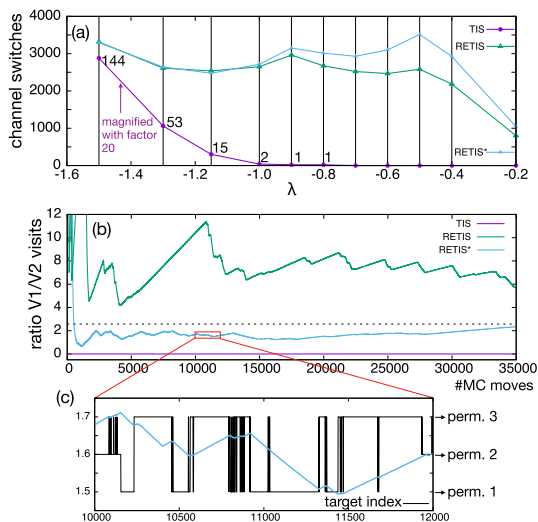 (a)
TIS
RETIS
RETIS*
channel switches
4000
3000
2000
1000
0
144
53
15
2
1
1
magnified
with factor
20
-1.6
-1.4
-1.2
-1.0
-0.8
-0.6
-0.4
-0.2
λ
(b)
TIS
RETIS
RETIS*
ratio V1/V2 visits
12
10
8
6
4
2
0
0
5000
10000
15000
20000
25000
30000
35000
#MC moves
(c)
1.7
1.6
1.5
perm. 3
perm. 2
perm. 1
target index
10000
10500
11000
11500
12000